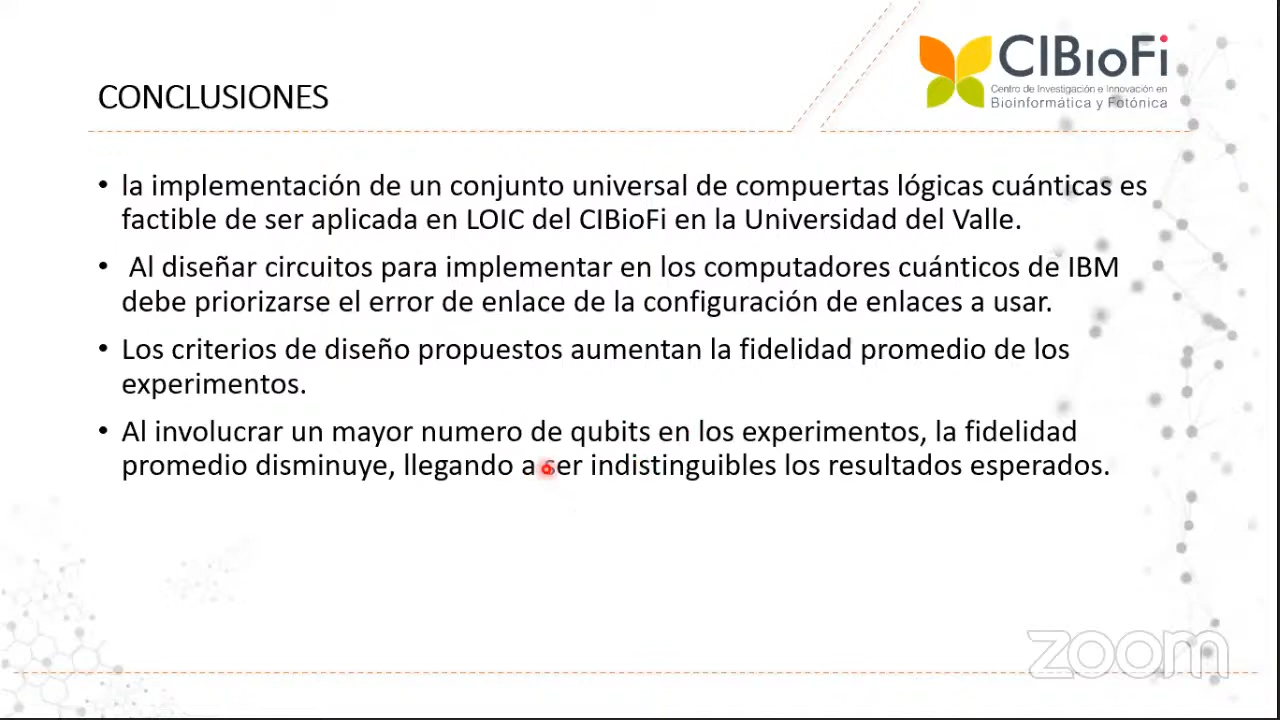 CIBioFi
Centro de Investigación e Innovación en
Bioinformática y Fotónica
CONCLUSIONES
• la implementación de un conjunto universal de compuertas lógicas cuánticas es
factible de ser aplicada en LOIC del CIBioFi en la Universidad del Valle.
• Al diseñar circuitos para implementar en los computadores cuánticos de IBM
debe priorizarse el error de enlace de la configuración de enlaces a usar.
• Los criterios de diseño propuestos aumentan la fidelidad promedio de los
experimentos.
• Al involucrar un mayor numero de qubits en los experimentos, la fidelidad
promedio disminuye, llegando a ser indistinguibles los resultados esperados.
zoom